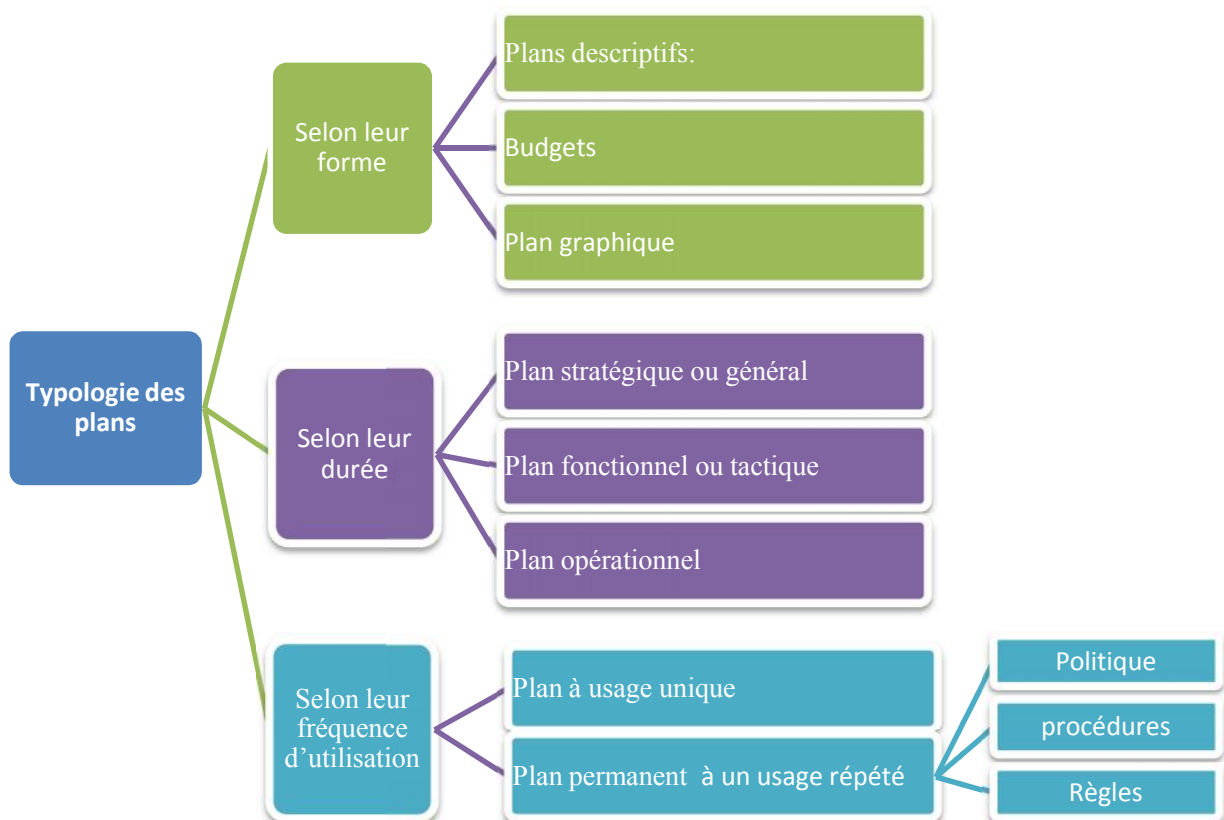 Typologie des
plans
Selon leur
forme
Plans descriptifs:
Budgets
Plan graphique
Selon leur
durée
Plan stratégique ou général
Plan fonctionnel ou tactique
Plan opérationnel
Selon leur
fréquence
d’utilisation
Plan à usage unique
Plan permanent à un usage répété
Politique
procédures
Règles